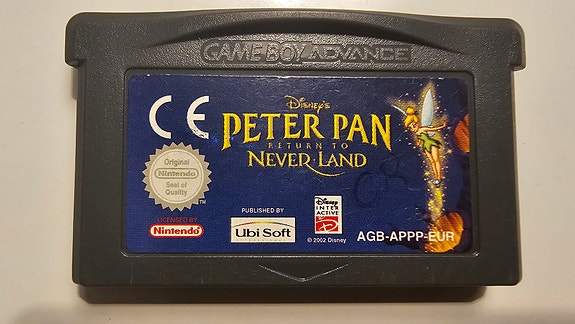 GAME BOY ADVANCE
CE
Disney's
PETER PAN
RETURN TO
NEVER LAND
Original
Nintendo
Seal of
Quality
LICENSED BY
Nintendo
PUBLISHED BY
Ubi Soft
Disney
INTER
ACTIVE
© 2002 Disney
AGB-APPP-EUR